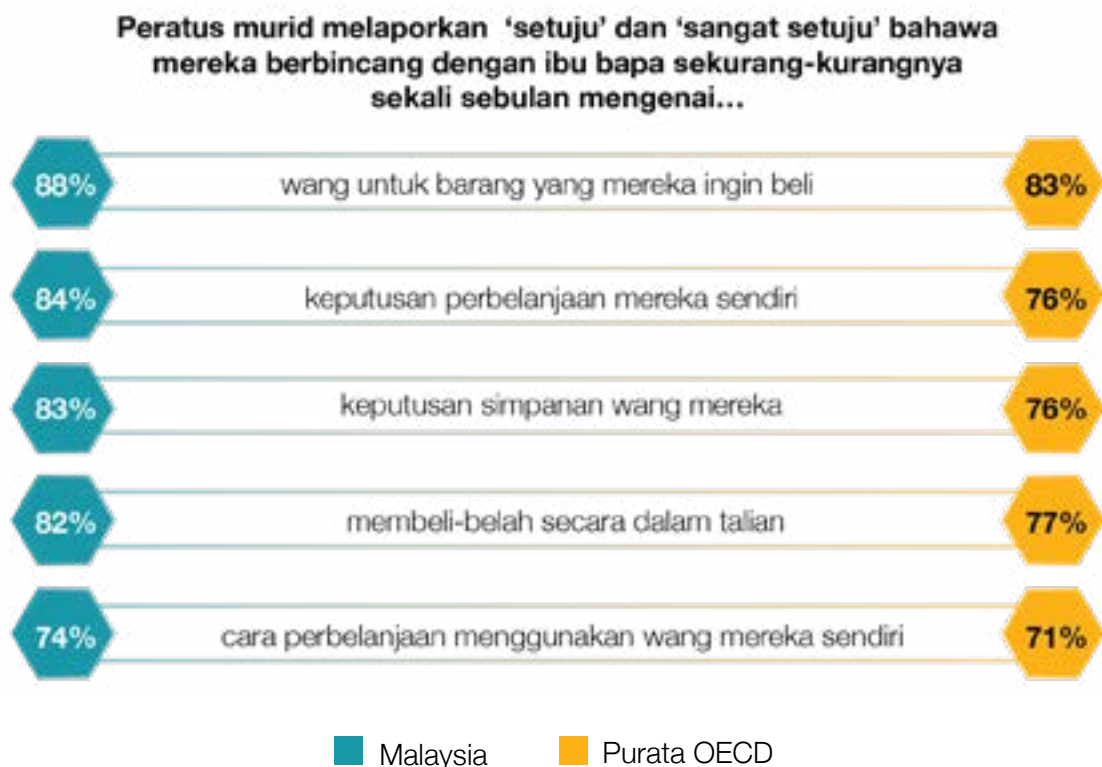 Peratus murid melaporkan ‘setuju’ dan ‘sangat setuju’ bahawa
mereka berbincang dengan ibu bapa sekurang-kurangnya
sekali sebulan mengenai...
88% wang untuk barang yang mereka ingin beli 83%
84% keputusan perbelanjaan mereka sendiri 76%
83% keputusan simpanan wang mereka 76%
82% membeli-belah secara dalam talian 77%
74% cara perbelanjaan menggunakan wang mereka sendiri 71%
Malaysia Purata OECD